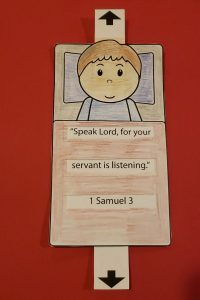 "Speak Lord, for your
servant is listening."
1 Samuel 3